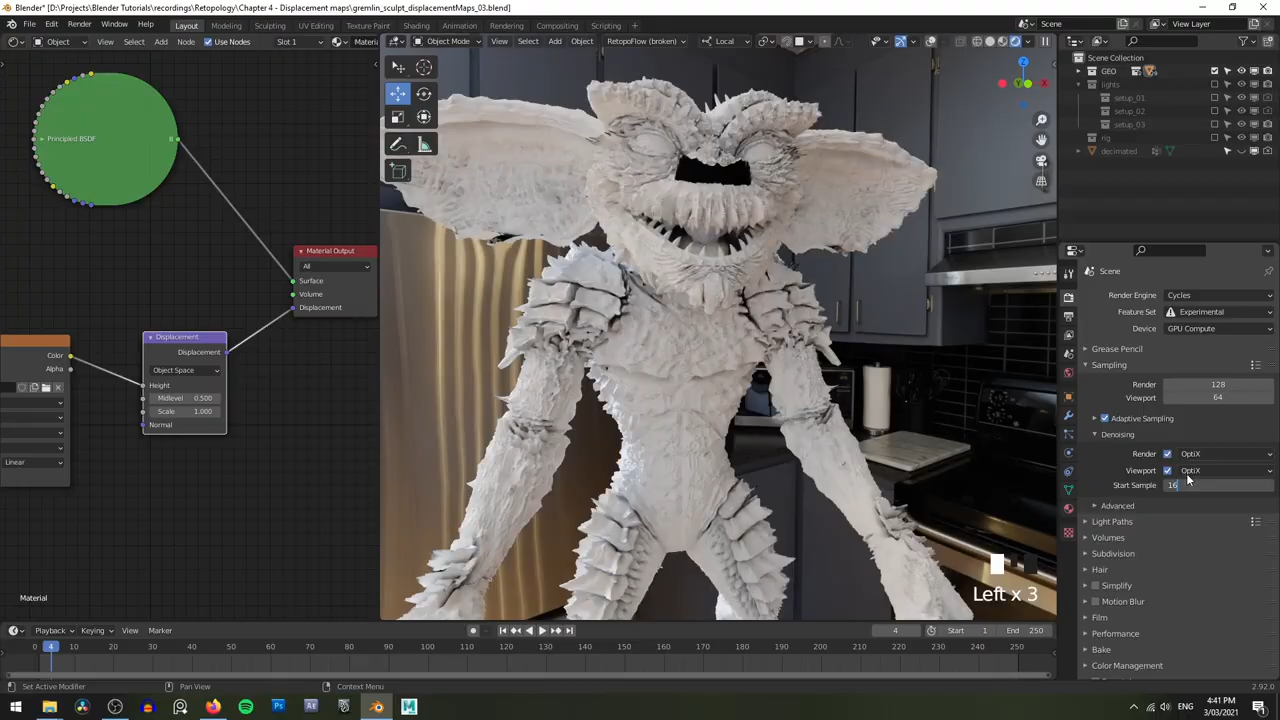 Blender* [D:\Blender Tutorials\recordings\Retopology\Chapter 4 - Displacement maps\gremlin_sculpt_displacementMaps_03.blend]
File Edit Render Window Help Layout Modeling Sculpting UV Editing Texture Paint Shading Animation Rendering Compositing Scripting Scene View Layer
Object View Select Add Node Use Nodes Slot 1 Material
Object Mode View Select Add Object RetopoFlow (broken) Local
Principled BSDF
Material Output
All
Surface
Volume
Displacement
Color
Alpha
Linear
Displacement
Displacement
Object Space
Height
Midlevel 0.500
Scale 1.000
Normal
Material
Left x 3
Scene Collection
GEO
lights
setup_01
setup_02
setup_03
rig
decimated
Scene
Render Engine Cycles
Feature Set Experimental
Device GPU Compute
Grease Pencil
Sampling
Render 128
Viewport 64
Adaptive Sampling
Denoising
Render OptiX
Viewport OptiX
Start Sample 16
Advanced
Light Paths
Volumes
Subdivision
Hair
Simplify
Motion Blur
Film
Performance
Bake
Color Management
Playback Keying View Marker 4 Start 1 End 250
0 4 10 20 30 40 50 60 70 80 90 100 110 120 130 140 150 160 170 180 190 200 210 220 230 240 250
Set Active Modifier Pan View Context Menu 2.92.0
ENG 4:41 PM
3/03/2021